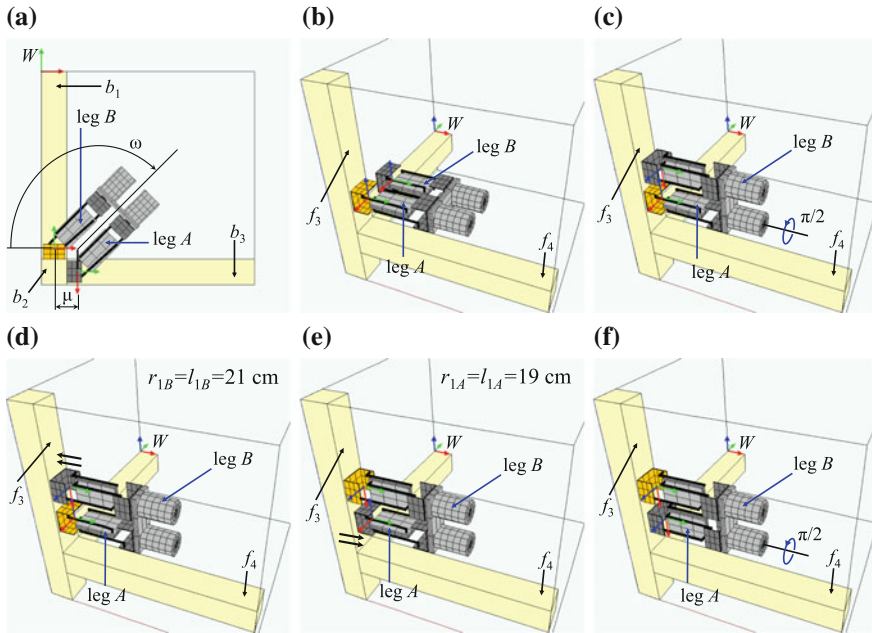 (a)
W
b1
leg B
ω
leg A
b3
b2
μ
(b)
W
leg B
f3
leg A
f4
(c)
W
leg B
f3
π/2
f4
leg A
(d)
r1B=l1B=21 cm
W
leg B
f3
f4
leg A
(e)
r1A=l1A=19 cm
W
leg B
f3
f4
leg A
(f)
W
leg B
f3
π/2
f4
leg A